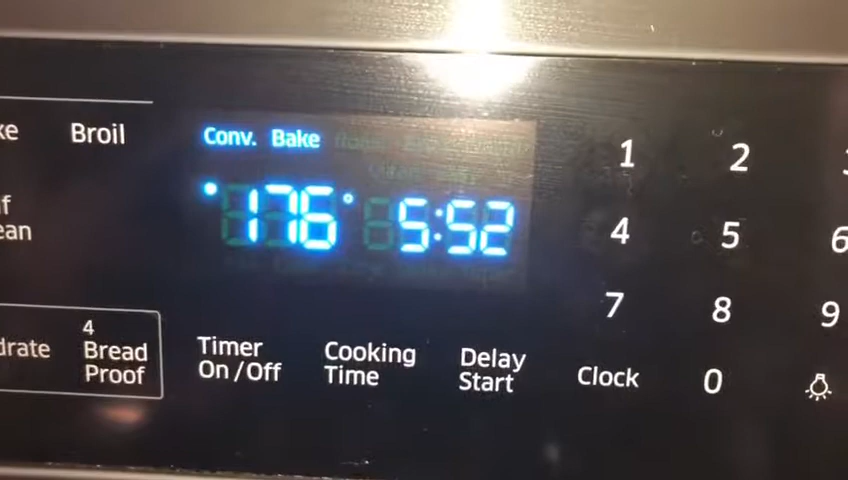 ke Broil
Conv. Bake
176° 5:52
f
ean
1 2
4 5 6
7 8 9
Clock 0
drate
4
Bread
Proof
Timer
On/Off
Cooking
Time
Delay
Start